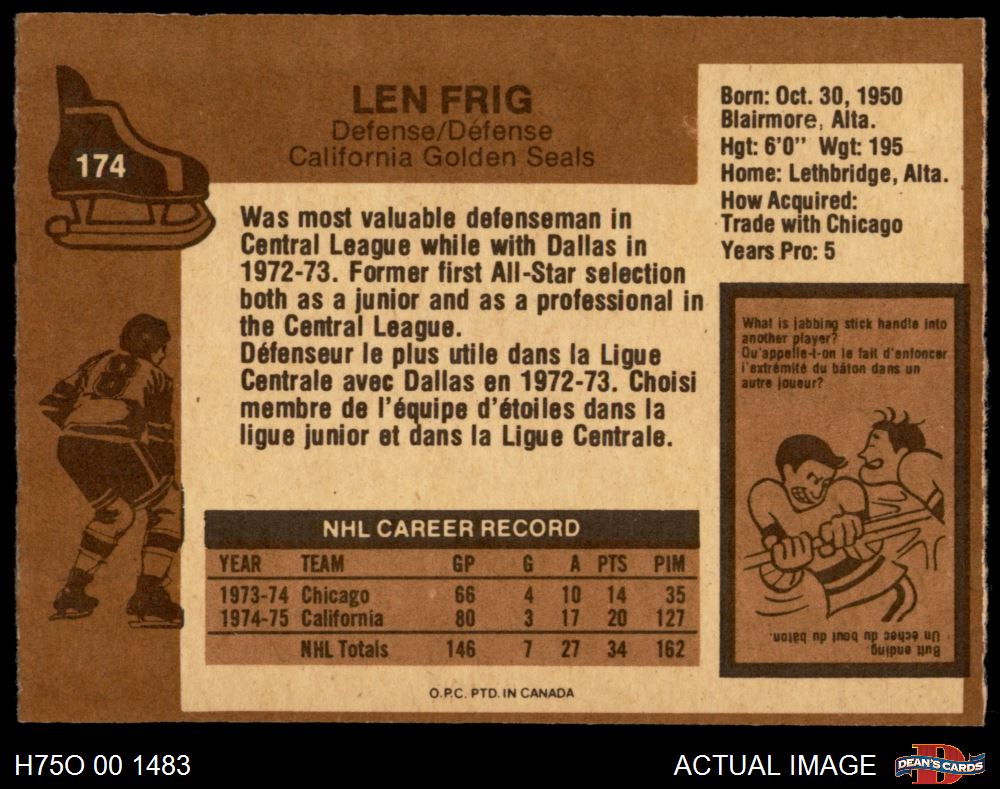 LEN FRIG
Defense/Défense
California Golden Seals
174
Born: Oct. 30, 1950
Blairmore, Alta.
Hgt: 6'0'' Wgt: 195
Home: Lethbridge, Alta.
How Acquired:
Trade with Chicago
Years Pro: 5
Was most valuable defenseman in
Central League while with Dallas in
1972-73. Former first All-Star selection
both as a junior and as a professional in
the Central League.
Défenseur le plus utile dans la Ligue
Centrale avec Dallas en 1972-73. Choisi
membre de l'équipe d'étoiles dans la
ligue junior et dans la Ligue Centrale.
What is jabbing stick handle into
another player?
Qu'appelle-t-on le fait d'enfoncer
l'extrémité du bâton dans un
autre joueur?
8
Butt ending.
Un échec du bout du bâton.
NHL CAREER RECORD
YEAR TEAM GP G A PTS PIM
1973-74 Chicago 66 4 10 14 35
1974-75 California 80 3 17 20 127
NHL Totals 146 7 27 34 162
O.P.C. PTD. IN CANADA
H75O 00 1483
ACTUAL IMAGE
D
DEAN'S CARDS